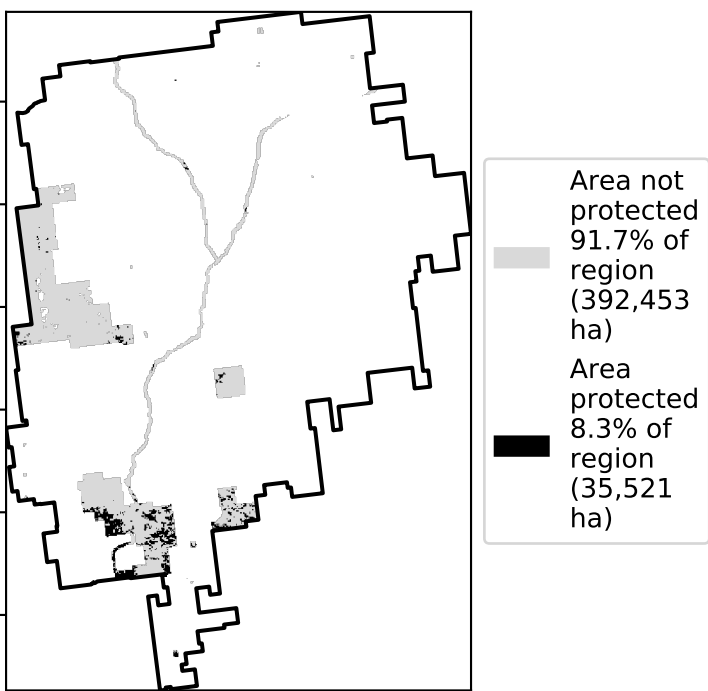 Area not
protected
91.7% of
region
(392,453
ha)
Area
protected
8.3% of
region
(35,521
ha)